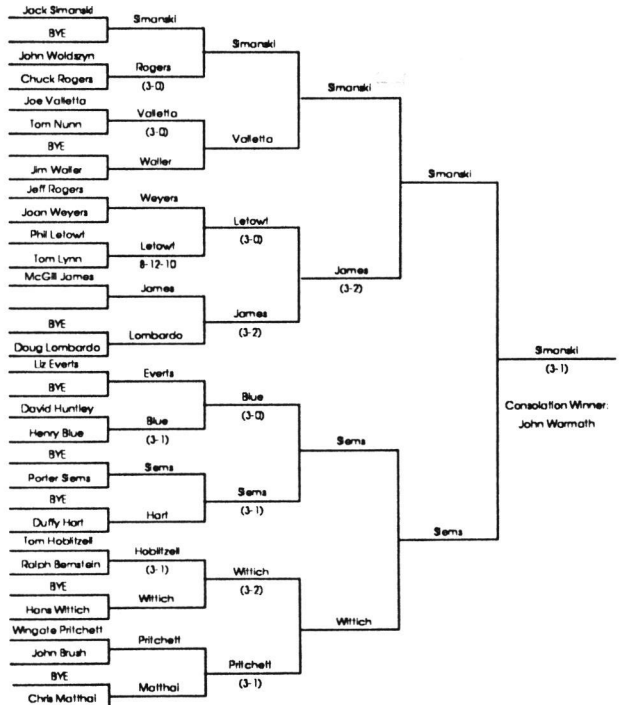 Jack Simanski
BYE
John Woldszyn
Chuck Rogers
Joe Valletta
Tom Nunn
BYE
Jim Waller
Jeff Rogers
Joan Weyers
Phil Letowt
Tom Lynn
McGill James
BYE
Doug Lombardo
Liz Everts
BYE
David Huntley
Henry Blue
BYE
Porter Siems
BYE
Duffy Hart
Tom Hoblitzell
Ralph Bernstein
BYE
Hans Wittich
Wingate Pritchett
John Brush
BYE
Chris Matthai
Simanski
Rogers
(3-0)
Valletta
(3-0)
Waller
Weyers
Letowt
8-12-10
James
Lombardo
Everts
Blue
(3-1)
Siems
Hart
Hoblitzell
(3-1)
Wittich
Pritchett
Matthai
Simanski
Valletta
Letowt
(3-0)
James
(3-2)
Blue
(3-0)
Siems
(3-1)
Wittich
(3-2)
Pritchett
(3-1)
Simanski
James
(3-2)
Siems
Wittich
Simanski
Siems
Simanski
(3-1)
Consolation Winner:
John Warmath